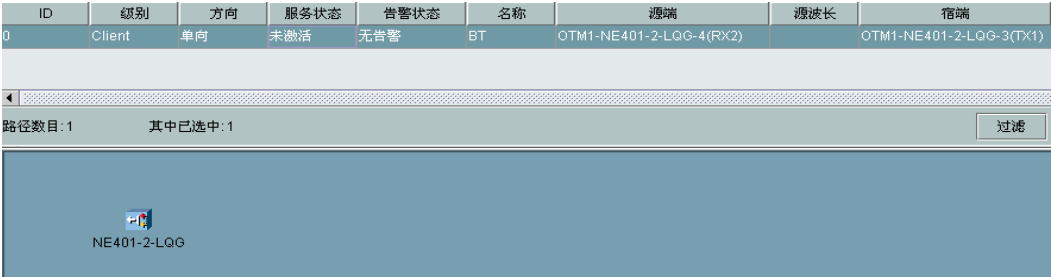 ID 级别 方向 服务状态 告警状态 名称 源端 源波长 宿端
0 Client 单向 未激活 无告警 BT OTM1-NE401-2-LQG-4(RX2) OTM1-NE401-2-LQG-3(TX1)
路径数目:1 其中已选中:1 过滤
NE401-2-LQG